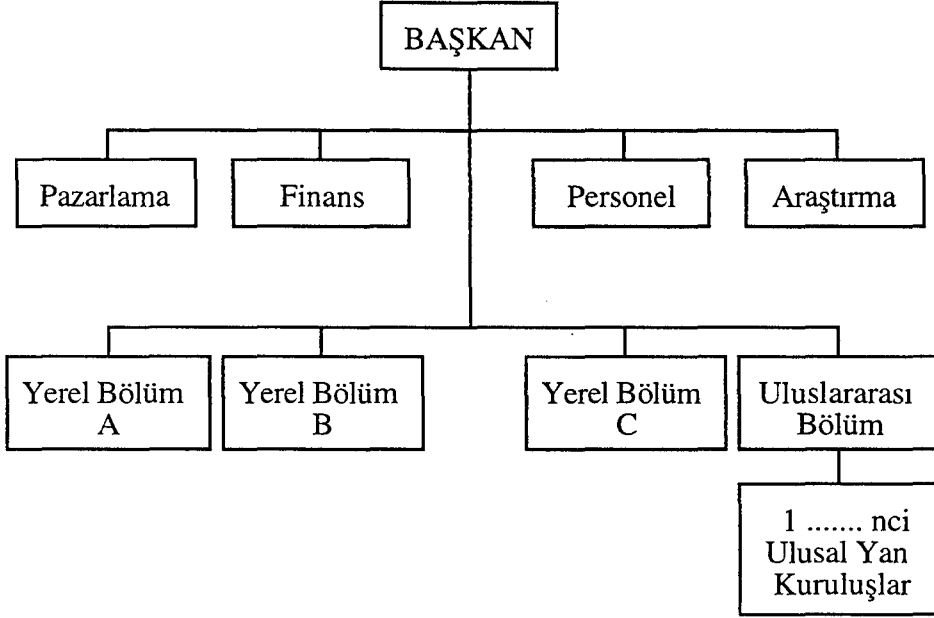 BAŞKAN
Pazarlama
Finans
Personel
Araştırma
Yerel Bölüm
A
Yerel Bölüm
B
Yerel Bölüm
C
Uluslararası
Bölüm
1 ....... nci
Ulusal Yan
Kuruluşlar